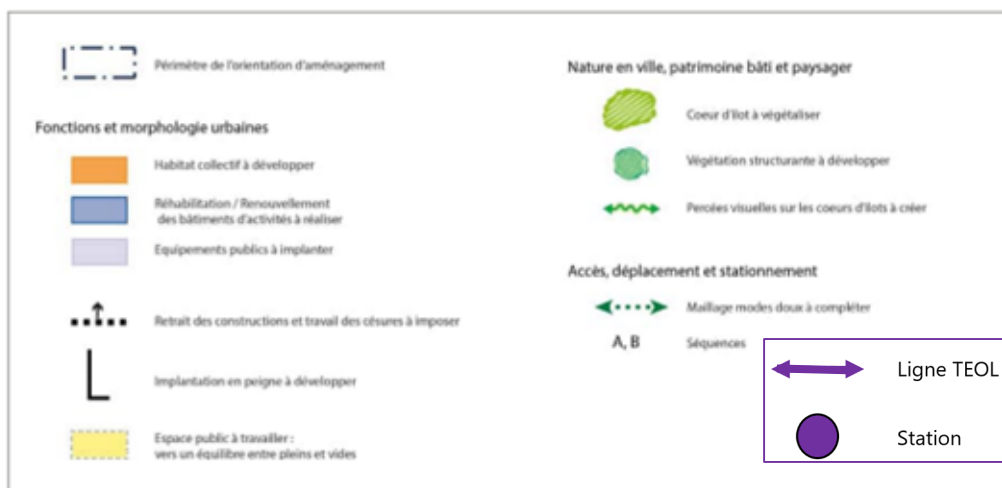 Périmètre de l'orientation d'aménagement
Fonctions et morphologie urbaines
Habitat collectif à développer
Réhabilitation / Renouvellement
des bâtiments d'activités à réaliser
Equipements publics à implanter
Retrait des constructions et travail des césures à imposer
Implantation en peigne à développer
Espace public à travailler :
vers un équilibre entre pleins et vides
Nature en ville, patrimoine bâti et paysager
Coeur d'îlot à végétaliser
Végétation structurante à développer
Percées visuelles sur les coeurs d'îlots à créer
Accès, déplacement et stationnement
Maillage modes doux à compléter
A, B Séquences
Ligne TEOL
Station